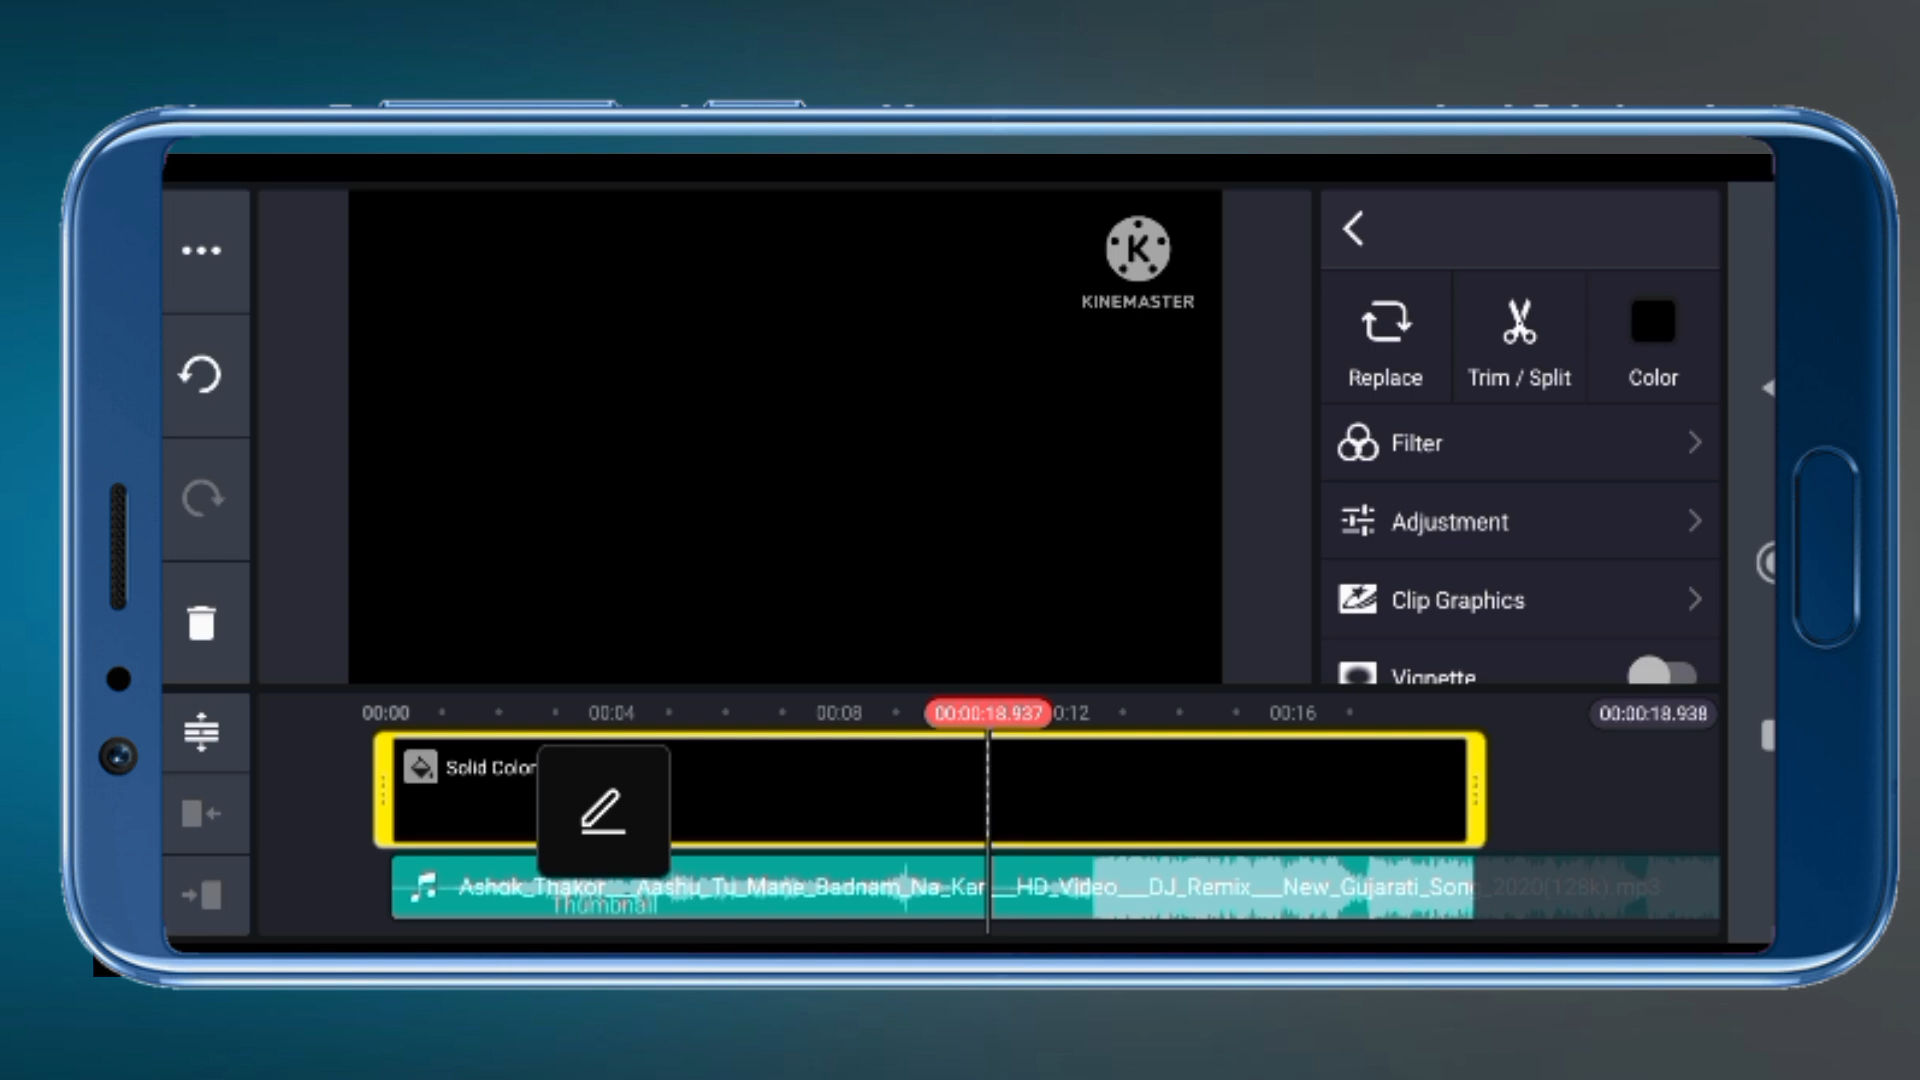 KINEMASTER
Replace
Trim / Split
Color
Filter
Adjustment
Clip Graphics
Vignette
00:00
00:04
00:08
00:00:18.937
0:12
00:16
00:00:18.938
Solid Color
Ashok_Thakor___Aashu_Tu_Mane_Badnam_Na_Kar___HD_Video___DJ_Remix___New_Gujarati_Song_2020(128k).mp3
Thumbnail